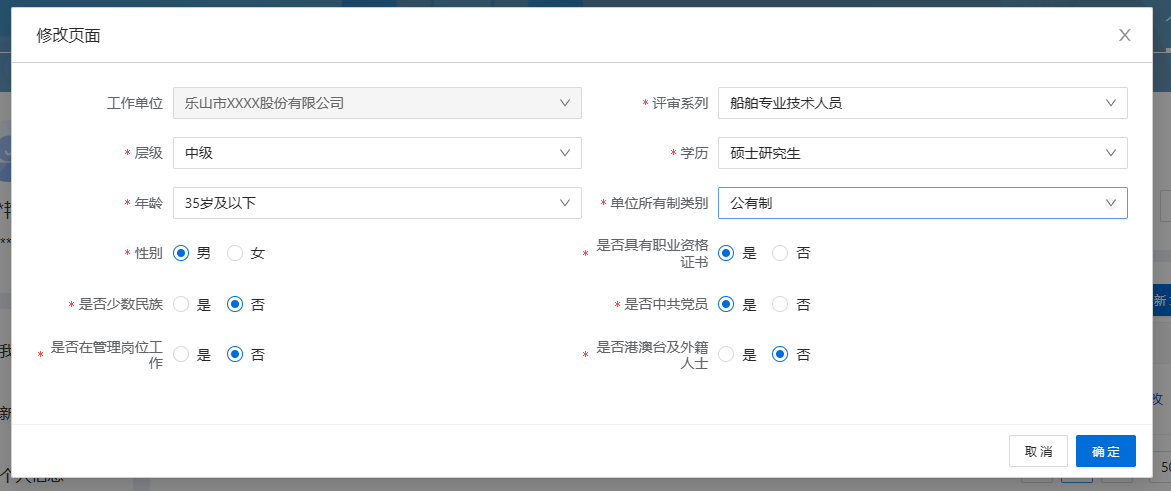 修改页面
工作单位 乐山市XXXX股份有限公司 * 评审系列 船舶专业技术人员
* 层级 中级 * 学历 硕士研究生
* 年龄 35岁及以下 * 单位所有制类别 公有制
* 性别 男 女 * 是否具有职业资格
证书 是 否
* 是否少数民族 是 否 * 是否中共党员 是 否
* 是否在管理岗位工
作 是 否 * 是否港澳台及外籍
人士 是 否
取消 确定